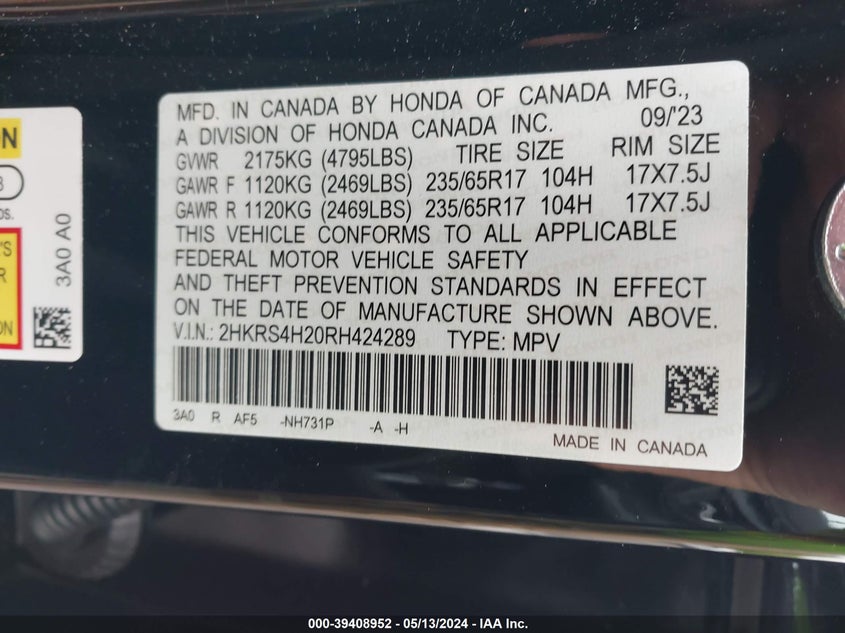 MFD. IN CANADA BY HONDA OF CANADA MFG.,
A DIVISION OF HONDA CANADA INC. 09/'23
GVWR 2175KG (4795LBS) TIRE SIZE RIM SIZE
GAWR F 1120KG (2469LBS) 235/65R17 104H 17X7.5J
GAWR R 1120KG (2469LBS) 235/65R17 104H 17X7.5J
THIS VEHICLE CONFORMS TO ALL APPLICABLE
FEDERAL MOTOR VEHICLE SAFETY
AND THEFT PREVENTION STANDARDS IN EFFECT
ON THE DATE OF MANUFACTURE SHOWN ABOVE.
V.I.N.: 2HKRS4H20RH424289 TYPE: MPV
3A0 R AF5 -NH731P -A -H
MADE IN CANADA
3A0 A0
000-39408952 - 05/13/2024 - IAA Inc.